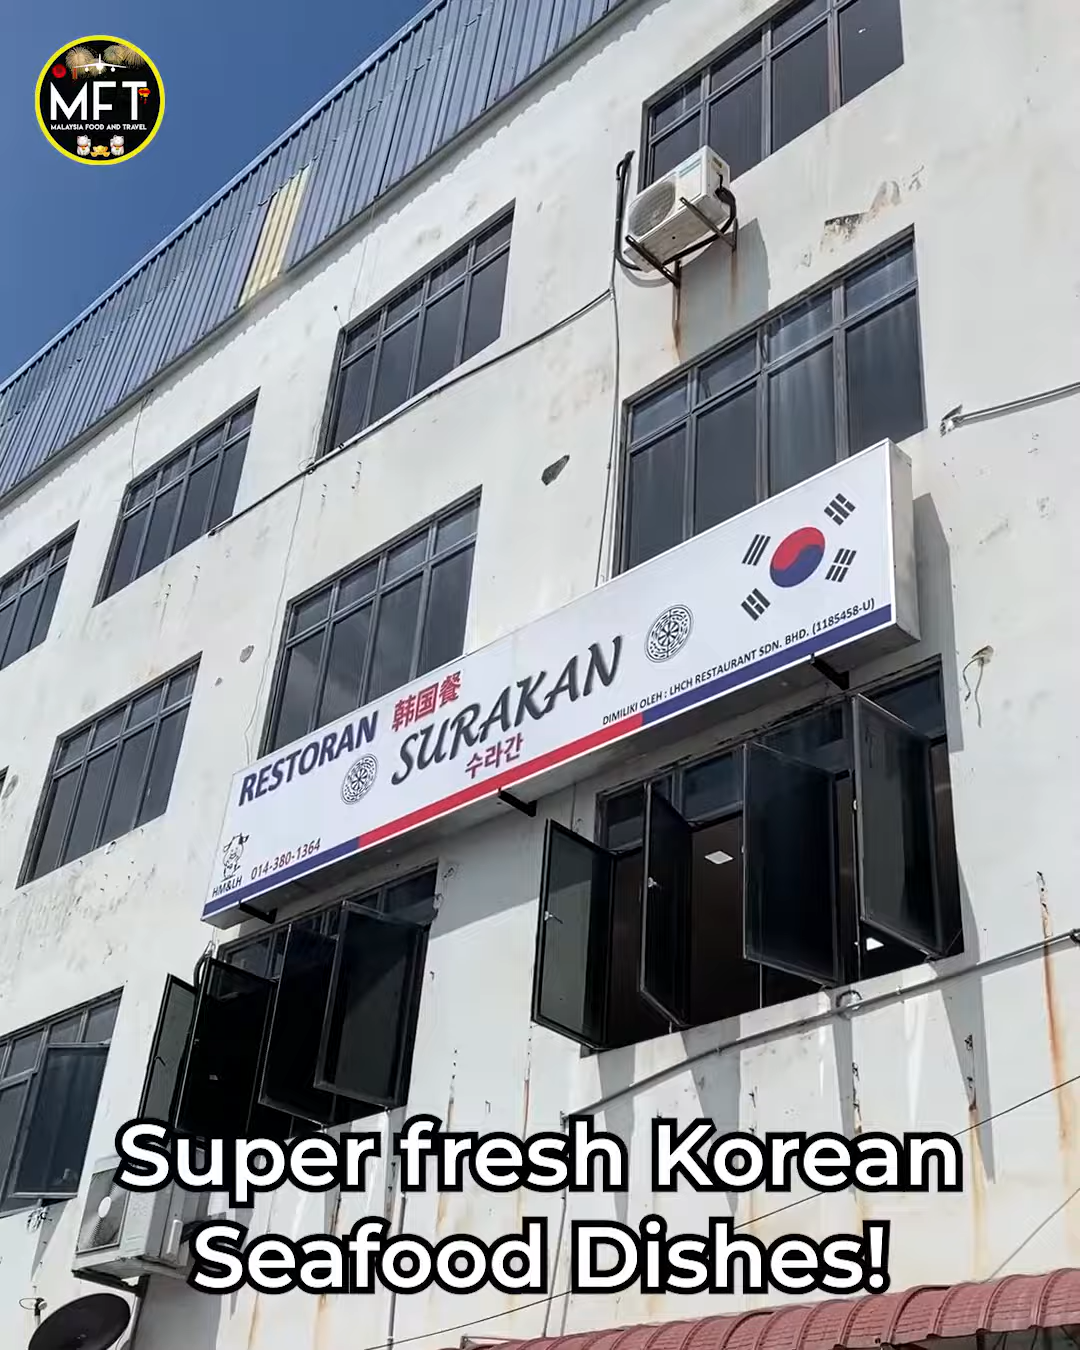 MFT
MALAYSIA FOOD AND TRAVEL
RESTORAN 韩国餐
SURAKAN
수라간
DIMILIKI OLEH : LHCH RESTAURANT SDN. BHD. (1185458-U)
HM&LH 014-380-1364
Super fresh Korean
Seafood Dishes!